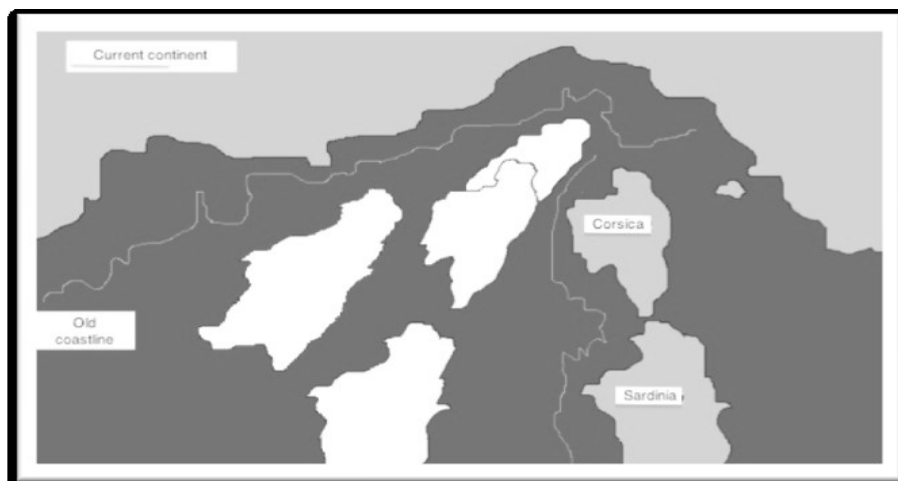 Current continent
Corsica
Old
coastline
Sardinia